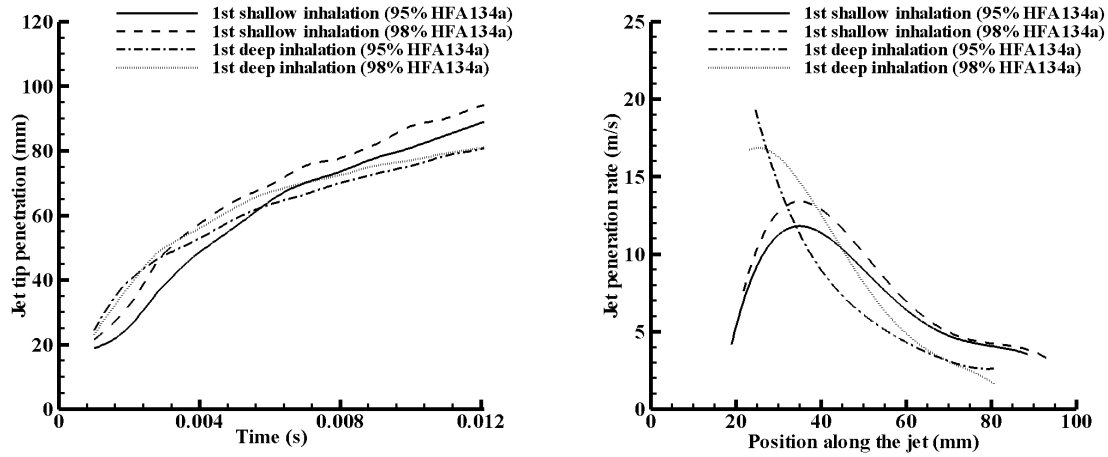 1st shallow inhalation (95% HFA134a)
1st shallow inhalation (98% HFA134a)
1st deep inhalation (95% HFA134a)
1st deep inhalation (98% HFA134a)
120
100
80
60
40
20
0
Jet tip penetration (mm)
0
0.004
0.008
0.012
Time (s)
1st shallow inhalation (95% HFA134a)
1st shallow inhalation (98% HFA134a)
1st deep inhalation (95% HFA134a)
1st deep inhalation (98% HFA134a)
25
20
15
10
5
0
Jet peneration rate (m/s)
0
20
40
60
80
100
Position along the jet (mm)